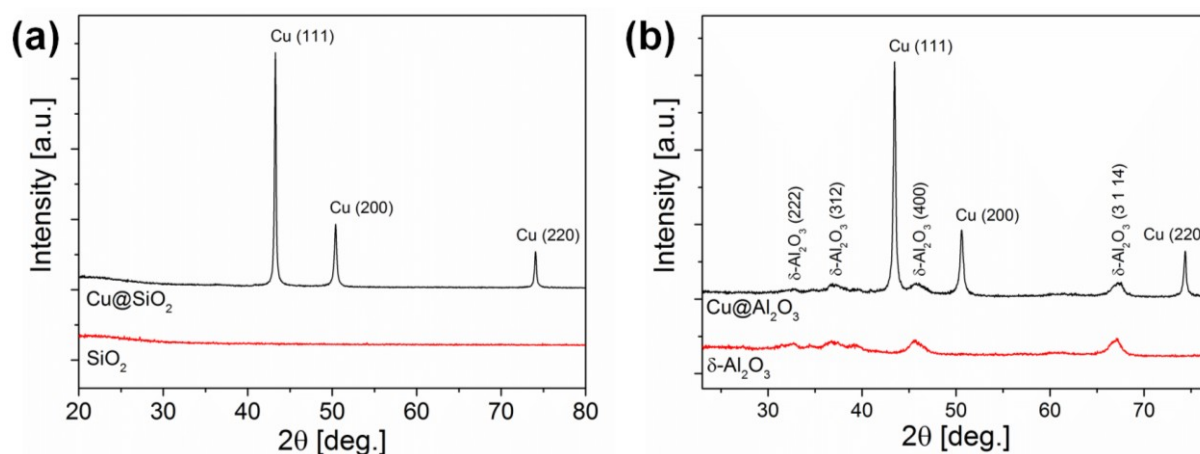 (a)
Intensity [a.u.]
Cu (111)
Cu (200)
Cu (220)
Cu@SiO₂
SiO₂
20 30 40 50 60 70 80
2θ [deg.]
(b)
Intensity [a.u.]
δ-Al₂O₃ (222)
δ-Al₂O₃ (312)
Cu (111)
δ-Al₂O₃ (400)
Cu (200)
δ-Al₂O₃ (3 1 14)
Cu (220
Cu@Al₂O₃
δ-Al₂O₃
30 40 50 60 70
2θ [deg.]